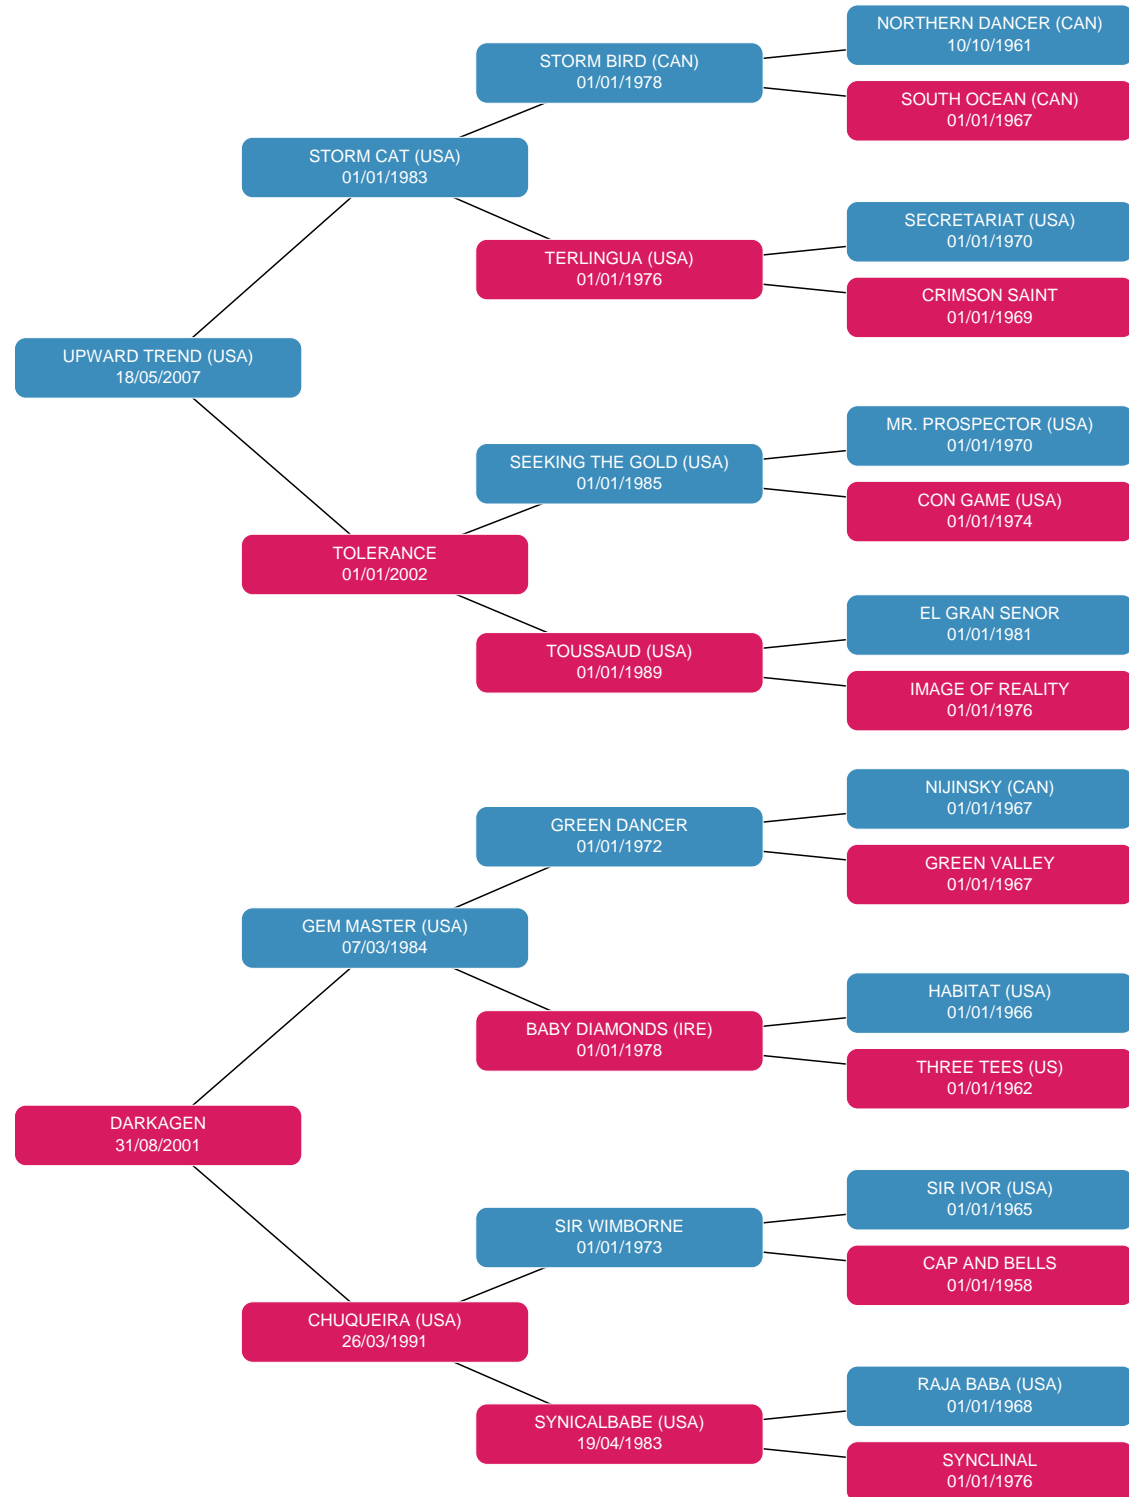 NORTHERN DANCER (CAN)
10/10/1961
STORM BIRD (CAN)
01/01/1978
SOUTH OCEAN (CAN)
01/01/1967
STORM CAT (USA)
01/01/1983
SECRETARIAT (USA)
01/01/1970
TERLINGUA (USA)
01/01/1976
CRIMSON SAINT
01/01/1969
UPWARD TREND (USA)
18/05/2007
MR. PROSPECTOR (USA)
01/01/1970
SEEKING THE GOLD (USA)
01/01/1985
CON GAME (USA)
01/01/1974
TOLERANCE
01/01/2002
EL GRAN SENOR
01/01/1981
TOUSSAUD (USA)
01/01/1989
IMAGE OF REALITY
01/01/1976
NIJINSKY (CAN)
01/01/1967
GREEN DANCER
01/01/1972
GREEN VALLEY
01/01/1967
GEM MASTER (USA)
07/03/1984
HABITAT (USA)
01/01/1966
BABY DIAMONDS (IRE)
01/01/1978
THREE TEES (US)
01/01/1962
DARKAGEN
31/08/2001
SIR IVOR (USA)
01/01/1965
SIR WIMBORNE
01/01/1973
CAP AND BELLS
01/01/1958
CHUQUEIRA (USA)
26/03/1991
RAJA BABA (USA)
01/01/1968
SYNICALBABE (USA)
19/04/1983
SYNCLINAL
01/01/1976